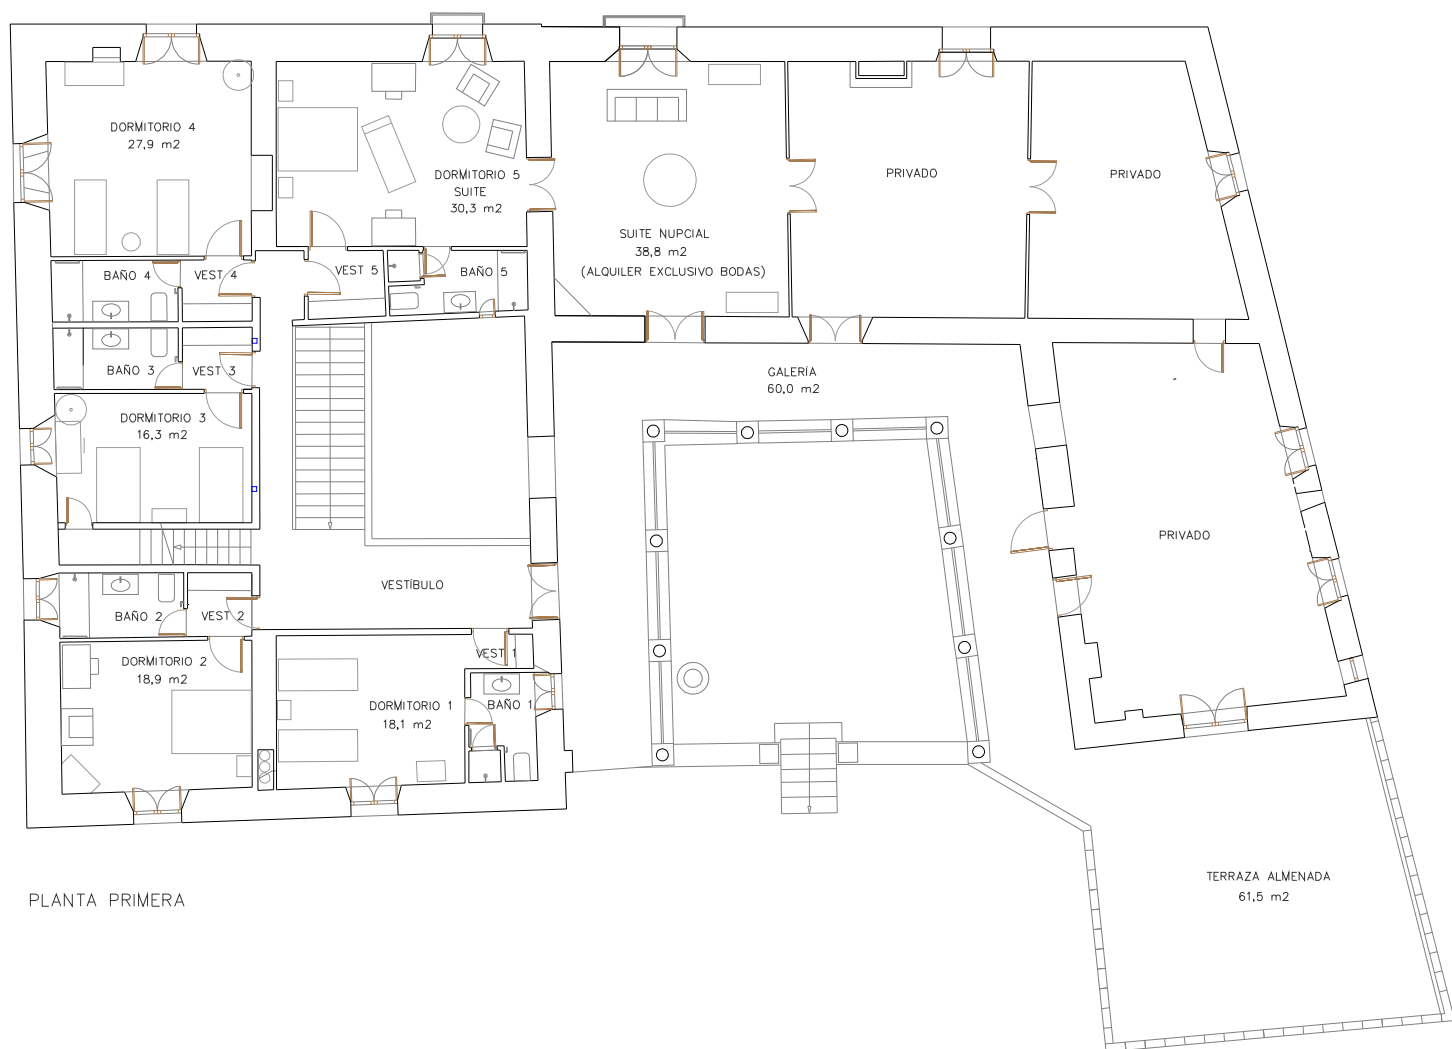 DORMITORIO 4
27,9 m2
DORMITORIO 5
SUITE
30,3 m2
PRIVADO
PRIVADO
SUITE NUPCIAL
38,8 m2
(ALQUILER EXCLUSIVO BODAS)
BAÑO 4
VEST 4
VEST 5
BAÑO 5
BAÑO 3
VEST 3
GALERÍA
60,0 m2
DORMITORIO 3
16,3 m2
PRIVADO
VESTÍBULO
BAÑO 2
VEST 2
DORMITORIO 2
18,9 m2
VEST 1
DORMITORIO 1
18,1 m2
BAÑO 1
TERRAZA ALMENADA
61,5 m2
PLANTA PRIMERA